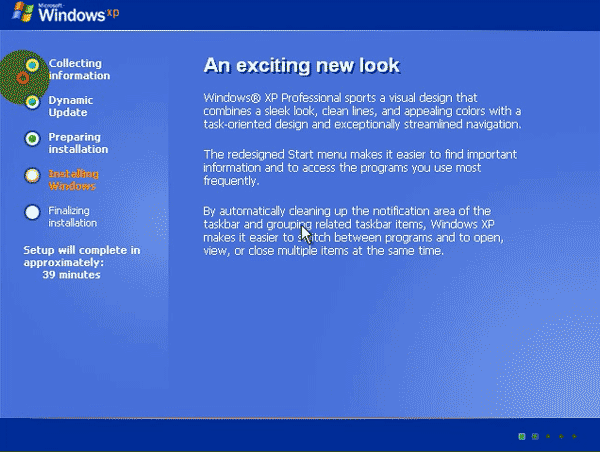 Microsoft
Windows xp
Collecting
information
Dynamic
Update
Preparing
installation
Installing
Windows
Finalizing
installation
Setup will complete in
approximately:
39 minutes
An exciting new look
Windows® XP Professional sports a visual design that
combines a sleek look, clean lines, and appealing colors with a
task-oriented design and exceptionally streamlined navigation.
The redesigned Start menu makes it easier to find important
information and to access the programs you use most
frequently.
By automatically cleaning up the notification area of the
taskbar and grouping related taskbar items, Windows XP
makes it easier to switch between programs and to open,
view, or close multiple items at the same time.